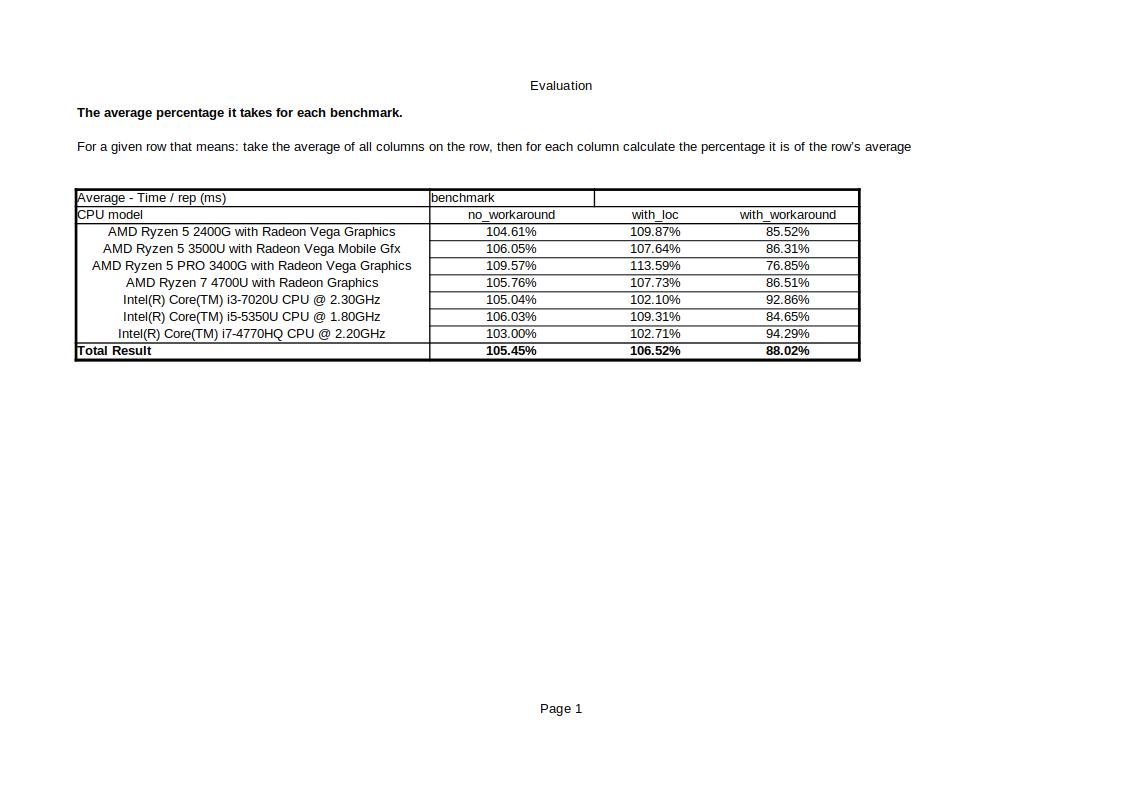 Evaluation
The average percentage it takes for each benchmark.
For a given row that means: take the average of all columns on the row, then for each column calculate the percentage it is of the row's average
Average - Time / rep (ms) benchmark
CPU model no_workaround with_loc with_workaround
AMD Ryzen 5 2400G with Radeon Vega Graphics 104.61% 109.87% 85.52%
AMD Ryzen 5 3500U with Radeon Vega Mobile Gfx 106.05% 107.64% 86.31%
AMD Ryzen 5 PRO 3400G with Radeon Vega Graphics 109.57% 113.59% 76.85%
AMD Ryzen 7 4700U with Radeon Graphics 105.76% 107.73% 86.51%
Intel(R) Core(TM) i3-7020U CPU @ 2.30GHz 105.04% 102.10% 92.86%
Intel(R) Core(TM) i5-5350U CPU @ 1.80GHz 106.03% 109.31% 84.65%
Intel(R) Core(TM) i7-4770HQ CPU @ 2.20GHz 103.00% 102.71% 94.29%
Total Result 105.45% 106.52% 88.02%
Page 1